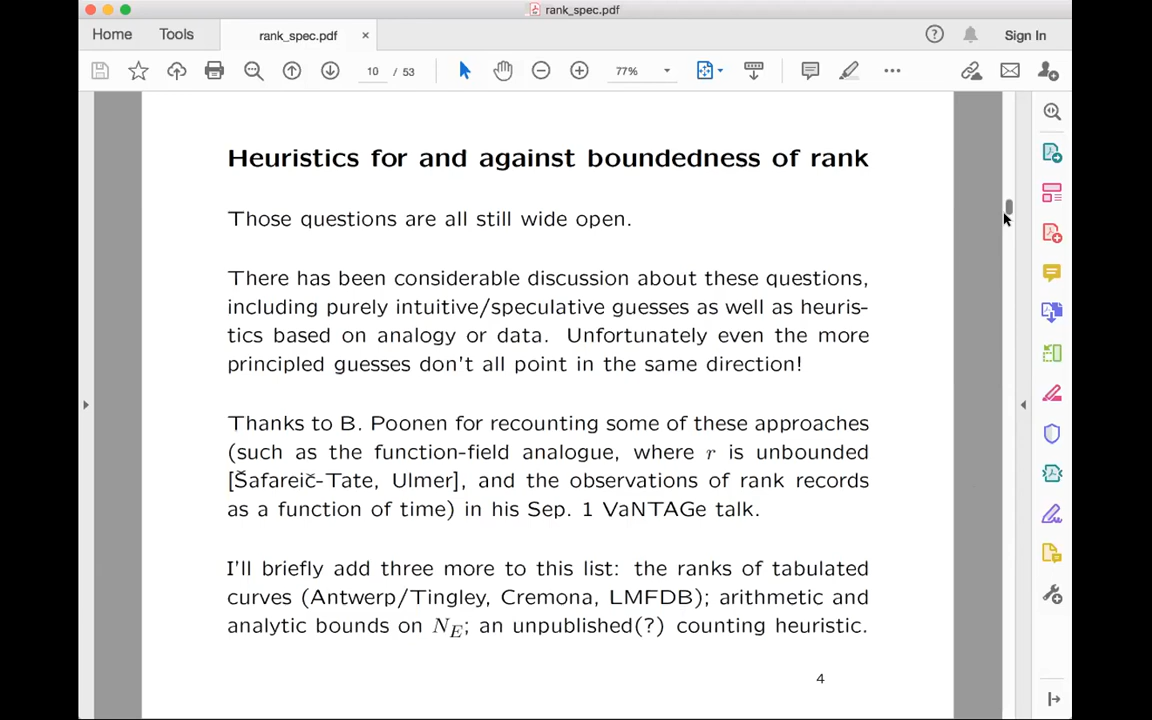 rank_spec.pdf
Home Tools rank_spec.pdf × Sign In
10 / 53 77%
Heuristics for and against boundedness of rank
Those questions are all still wide open.
There has been considerable discussion about these questions,
including purely intuitive/speculative guesses as well as heuris-
tics based on analogy or data. Unfortunately even the more
principled guesses don't all point in the same direction!
Thanks to B. Poonen for recounting some of these approaches
(such as the function-field analogue, where r is unbounded
[Šafareič-Tate, Ulmer], and the observations of rank records
as a function of time) in his Sep. 1 VaNTAGe talk.
I'll briefly add three more to this list: the ranks of tabulated
curves (Antwerp/Tingley, Cremona, LMFDB); arithmetic and
analytic bounds on N_E; an unpublished(?) counting heuristic.
4